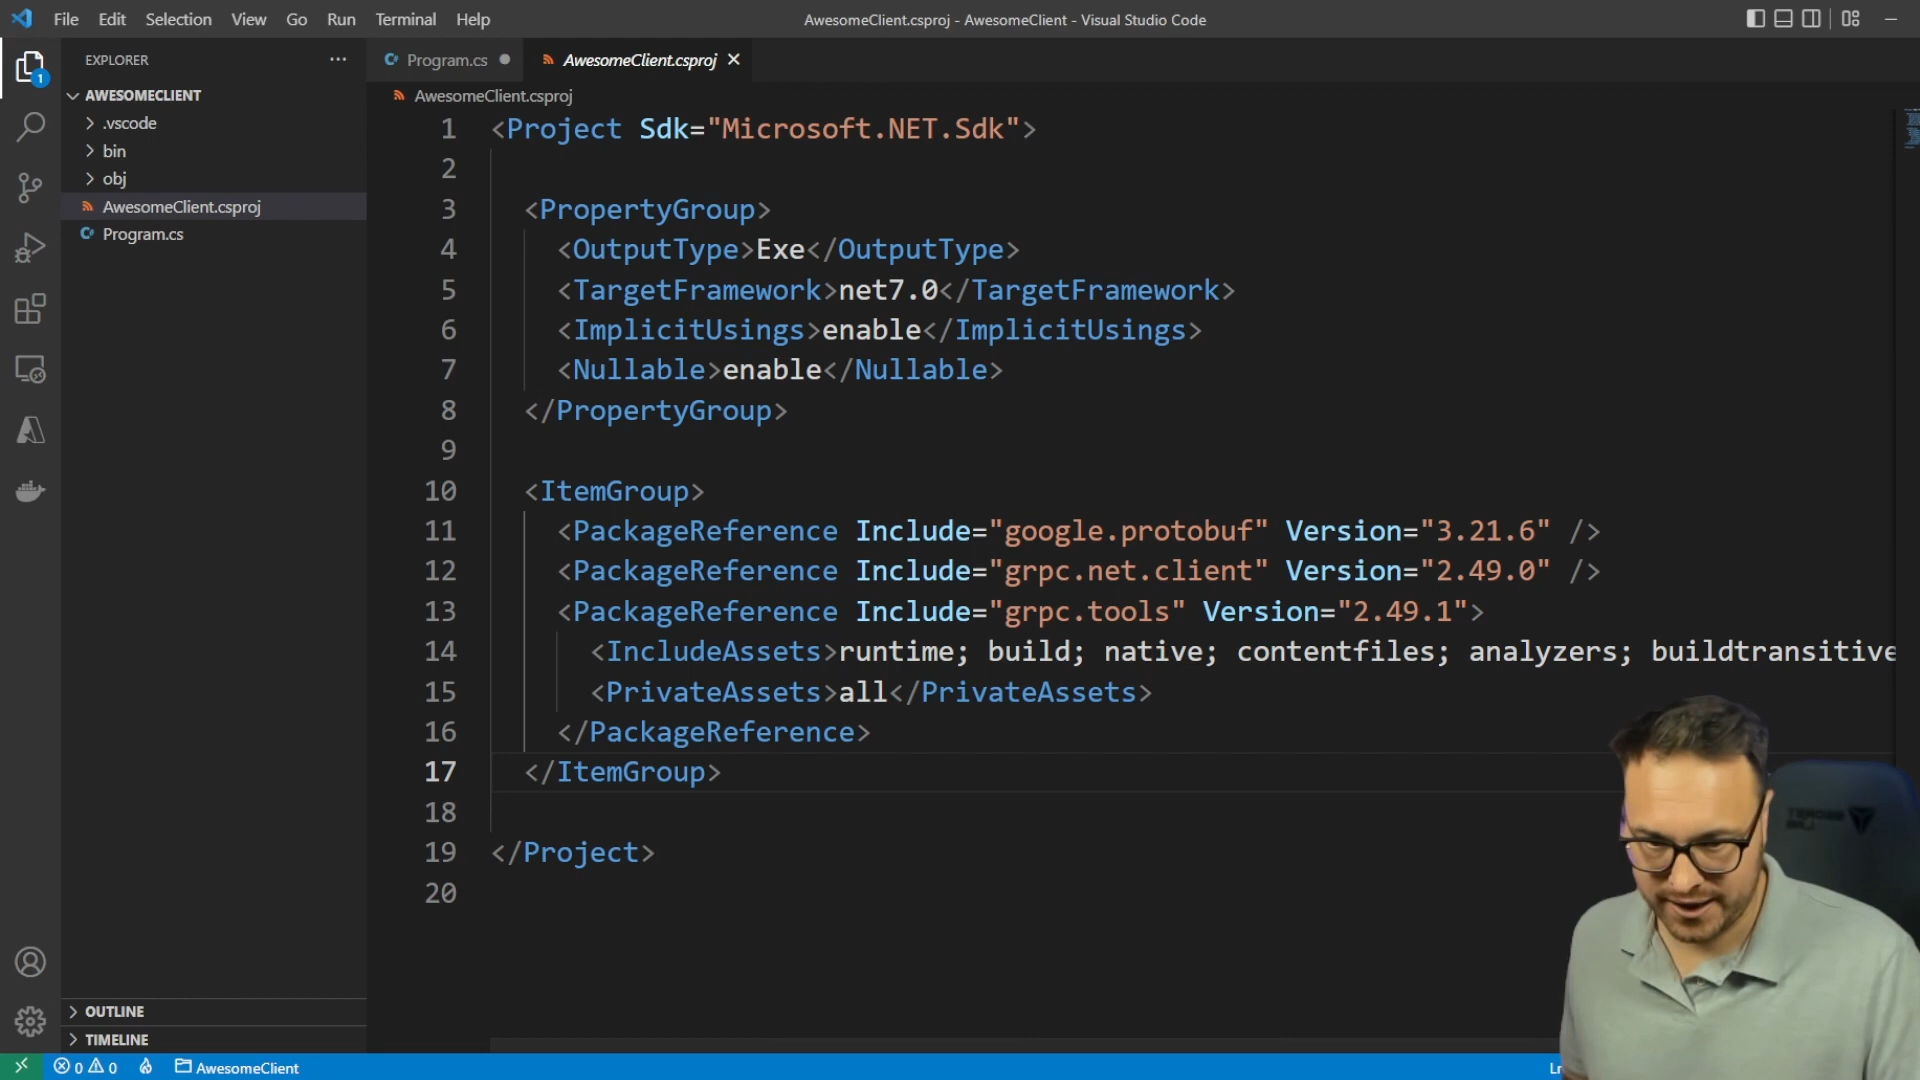 File Edit Selection View Go Run Terminal Help
AwesomeClient.csproj - AwesomeClient - Visual Studio Code
EXPLORER
AWESOMECLIENT
.vscode
bin
obj
AwesomeClient.csproj
Program.cs
OUTLINE
TIMELINE
1
Program.cs
AwesomeClient.csproj
AwesomeClient.csproj
1 <Project Sdk="Microsoft.NET.Sdk">
2
3 <PropertyGroup>
4 <OutputType>Exe</OutputType>
5 <TargetFramework>net7.0</TargetFramework>
6 <ImplicitUsings>enable</ImplicitUsings>
7 <Nullable>enable</Nullable>
8 </PropertyGroup>
9
10 <ItemGroup>
11 <PackageReference Include="google.protobuf" Version="3.21.6" />
12 <PackageReference Include="grpc.net.client" Version="2.49.0" />
13 <PackageReference Include="grpc.tools" Version="2.49.1">
14 <IncludeAssets>runtime; build; native; contentfiles; analyzers; buildtransitive
15 <PrivateAssets>all</PrivateAssets>
16 </PackageReference>
17 </ItemGroup>
18
19 </Project>
20
0 0 AwesomeClient